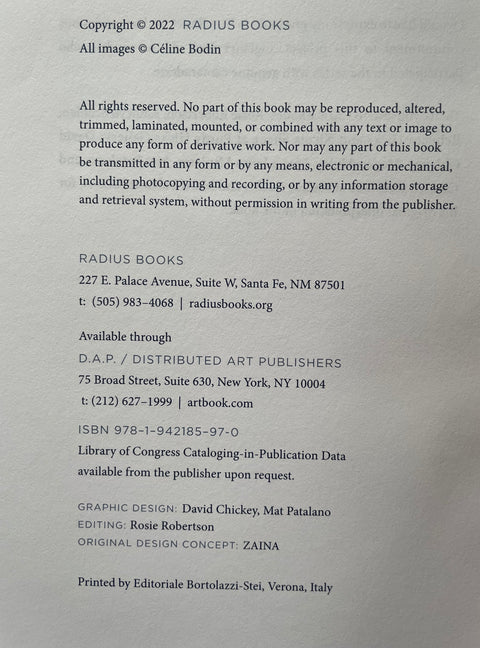 Copyright © 2022 RADIUS BOOKS
All images © Céline Bodin
All rights reserved. No part of this book may be reproduced, altered,
trimmed, laminated, mounted, or combined with any text or image to
produce any form of derivative work. Nor may any part of this book
be transmitted in any form or by any means, electronic or mechanical,
including photocopying and recording, or by any information storage
and retrieval system, without permission in writing from the publisher.
RADIUS BOOKS
227 E. Palace Avenue, Suite W, Santa Fe, NM 87501
t: (505) 983–4068 | radiusbooks.org
Available through
D.A.P. / DISTRIBUTED ART PUBLISHERS
75 Broad Street, Suite 630, New York, NY 10004
t: (212) 627–1999 | artbook.com
ISBN 978–1–942185–97–0
Library of Congress Cataloging-in-Publication Data
available from the publisher upon request.
GRAPHIC DESIGN: David Chickey, Mat Patalano
EDITING: Rosie Robertson
ORIGINAL DESIGN CONCEPT: ZAINA
Printed by Editoriale Bortolazzi-Stei, Verona, Italy